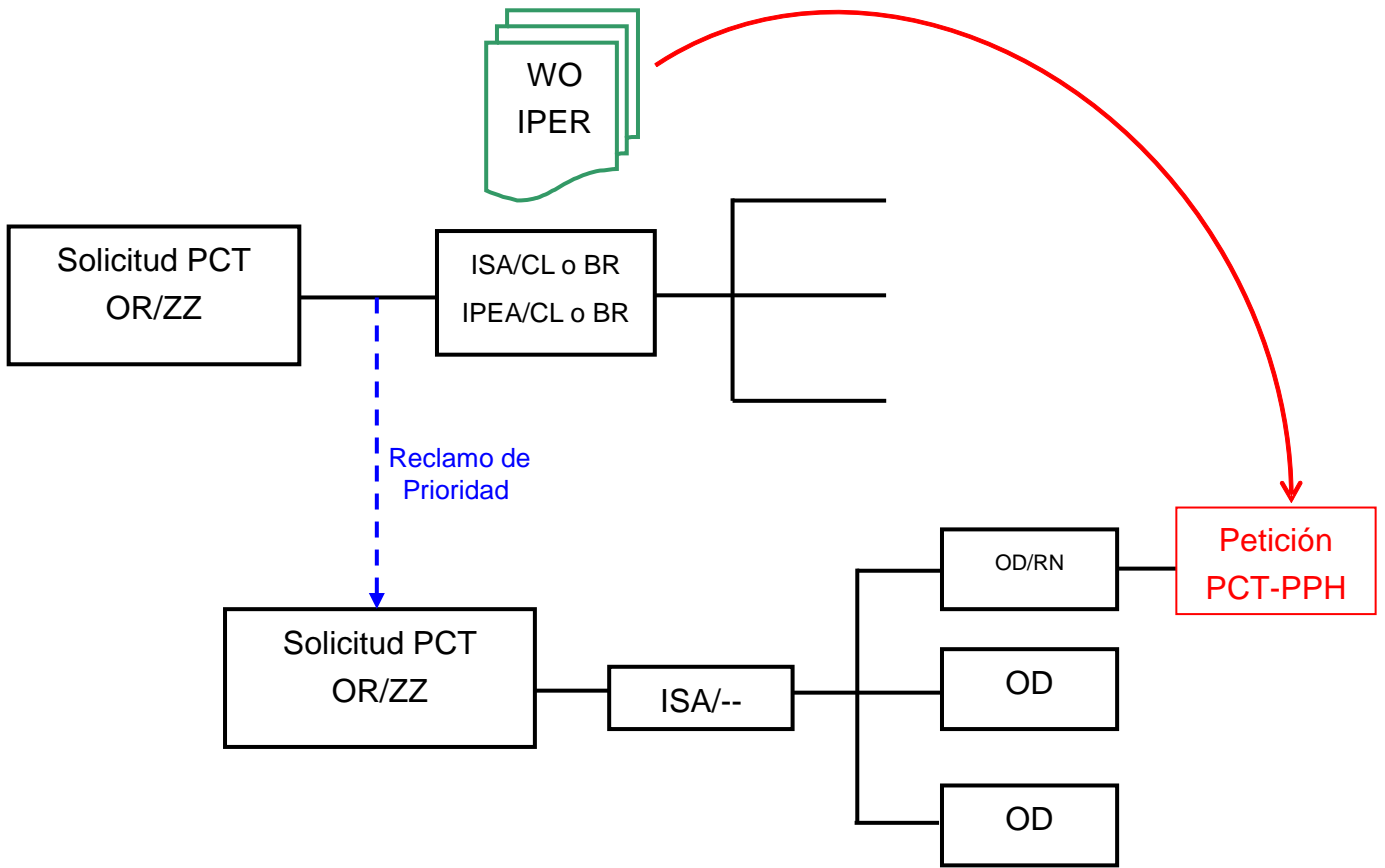 WO
IPER
Solicitud PCT
OR/ZZ
ISA/CL o BR
IPEA/CL o BR
Reclamo de
Prioridad
Solicitud PCT
OR/ZZ
ISA/--
OD/RN
OD
OD
Petición
PCT-PPH